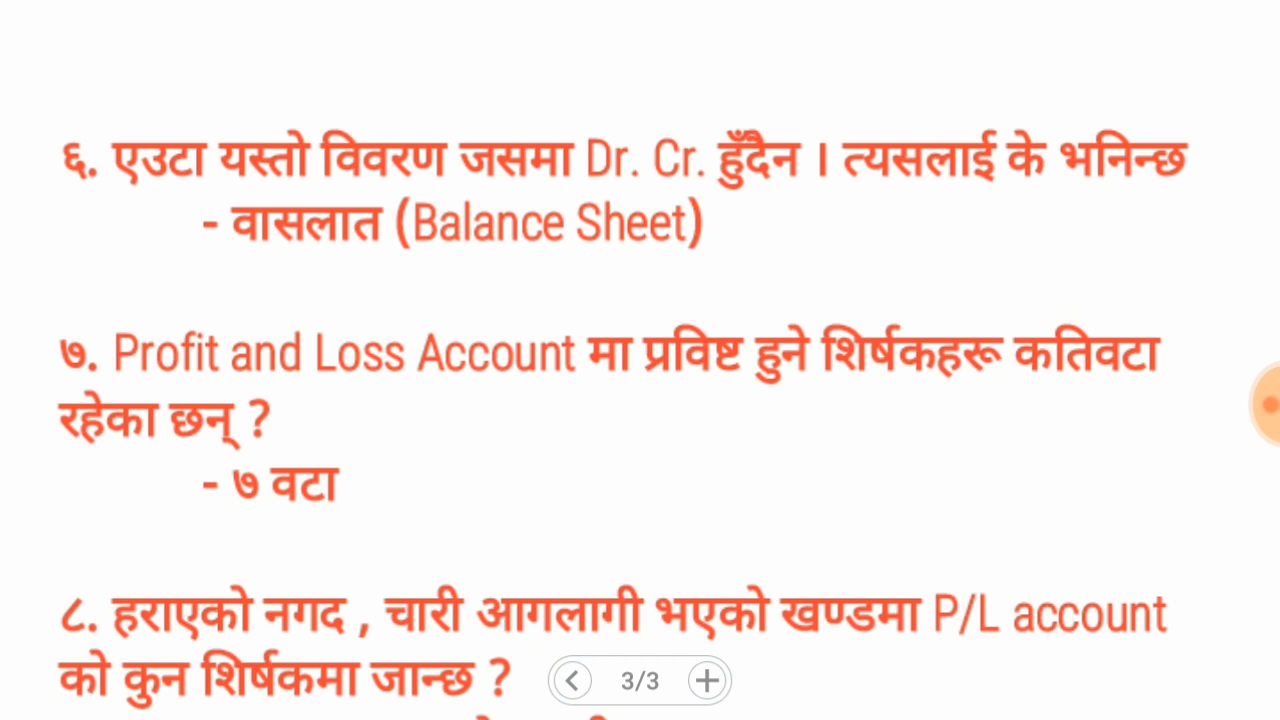 ६. एउटा यस्तो विवरण जसमा Dr. Cr. हुँदैन । त्यसलाई के भनिन्छ
- वासलात (Balance Sheet)
७. Profit and Loss Account मा प्रविष्ट हुने शिर्षकहरू कतिवटा
रहेका छन् ?
- ७ वटा
८. हराएको नगद , चारी आगलागी भएको खण्डमा P/L account
को कुन शिर्षकमा जान्छ ?
3/3